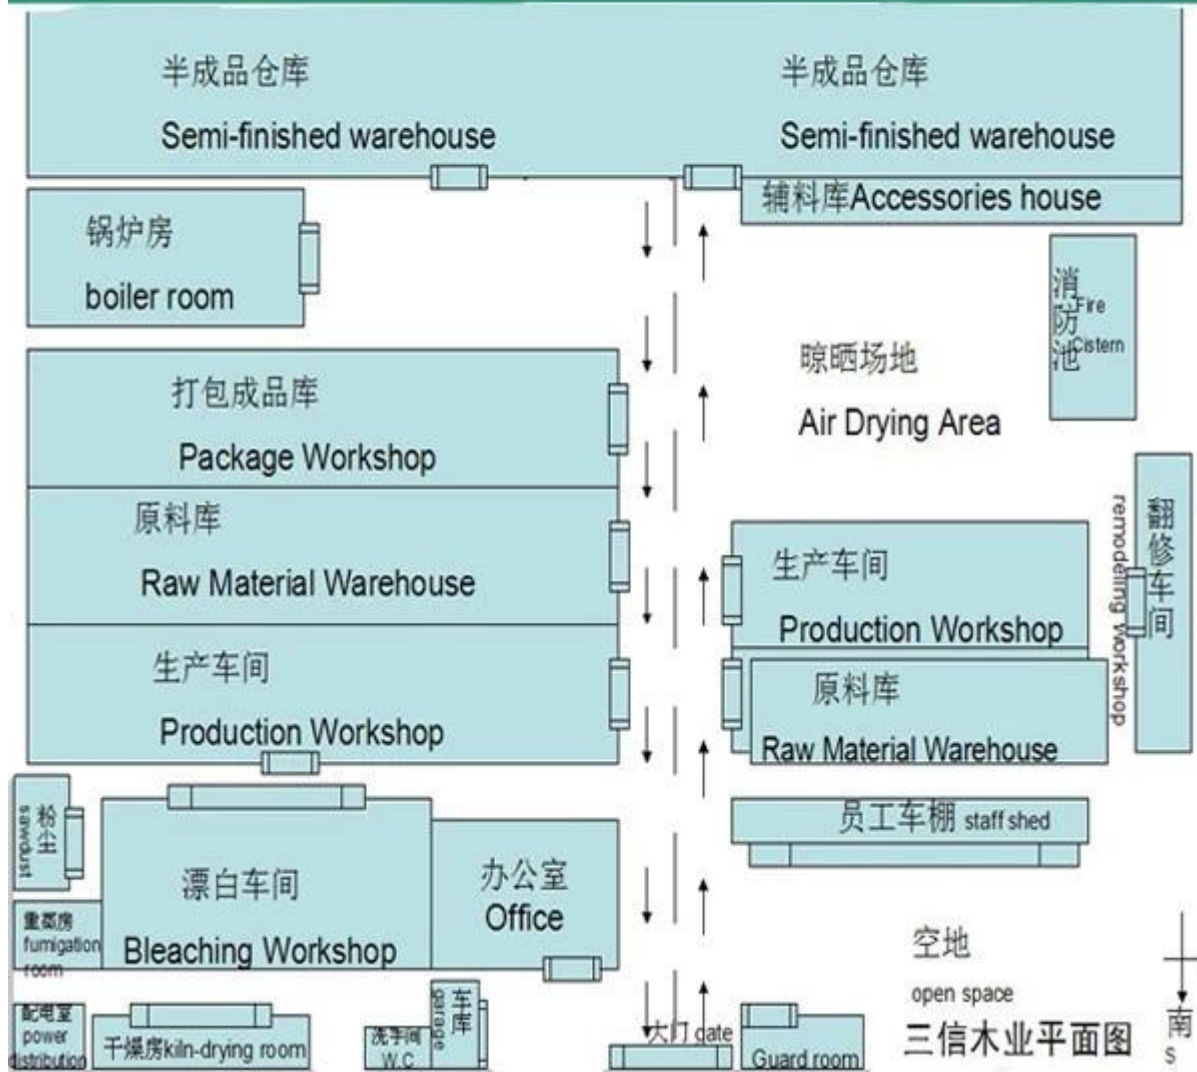 半成品仓库
Semi-finished warehouse
半成品仓库
Semi-finished warehouse
辅料库Accessories house
锅炉房
boiler room
消防池
Fire
Cistern
晾晒场地
Air Drying Area
打包成品库
Package Workshop
原料库
Raw Material Warehouse
生产车间
Production Workshop
生产车间
Production Workshop
原料库
Raw Material Warehouse
翻修车间
remodeling workshop
粉尘
sawdust
漂白车间
Bleaching Workshop
办公室
Office
员工车棚 staff shed
重蒸房
fumigation
room
空地
open space
配电室
power
distribution
干燥房kiln-drying room
洗手间
W.C
车库
garage
大门 gate
Guard room
三信木业平面图
南
S